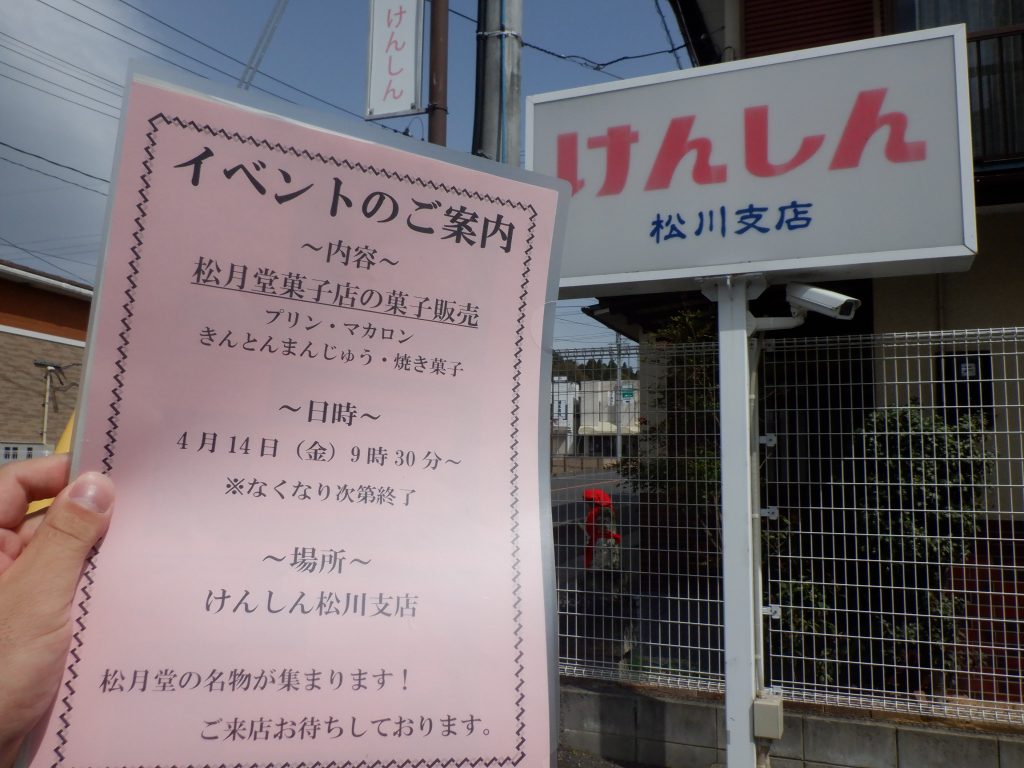 イベントのご案内
～内容～
松月堂菓子店の菓子販売
プリン・マカロン
きんとんまんじゅう・焼き菓子
～日時～
4月14日（金）9時30分～
※なくなり次第終了
～場所～
けんしん松川支店
松月堂の名物が集まります！
ご来店お待ちしております。
けんしん
けんしん
松川支店